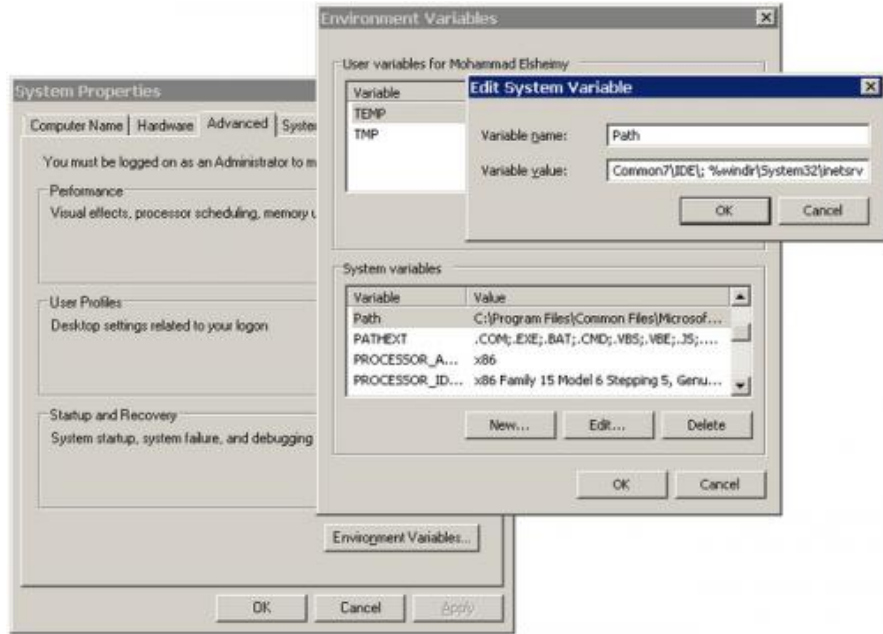 System Properties
Computer Name Hardware Advanced
You must be logged on as an Administrator to
Performance
Visual effects, processor scheduling, memory
User Profiles
Desktop settings related to your logon
Startup and Recovery
System startup, system failure, and debugging
Environment Variables...
OK Cancel Apply
Environment Variables
User variables for Mohammad Elsheimy
Variable
TEMP
TMP
System variables
Variable Value
Path C:\Program Files\Common Files\Microsof...
PATHEXT .COM;.EXE;.BAT;.CMD;.VBS;.VBE;.JS;....
PROCESSOR_A... x86
PROCESSOR_ID... x86 Family 15 Model 6 Stepping 5, Genu...
New... Edit... Delete
OK Cancel
Edit System Variable
Variable name: Path
Variable value: Common7\IDE\; %windir\System32\inetsrv
OK Cancel